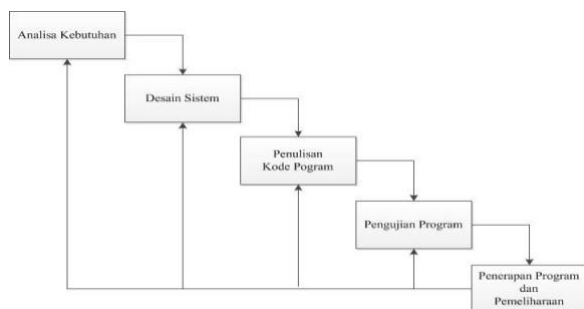 Analisa Kebutuhan
Desain Sistem
Penulisan
Kode Pogram
Pengujian Program
Penerapan Program
dan
Pemeliharaan